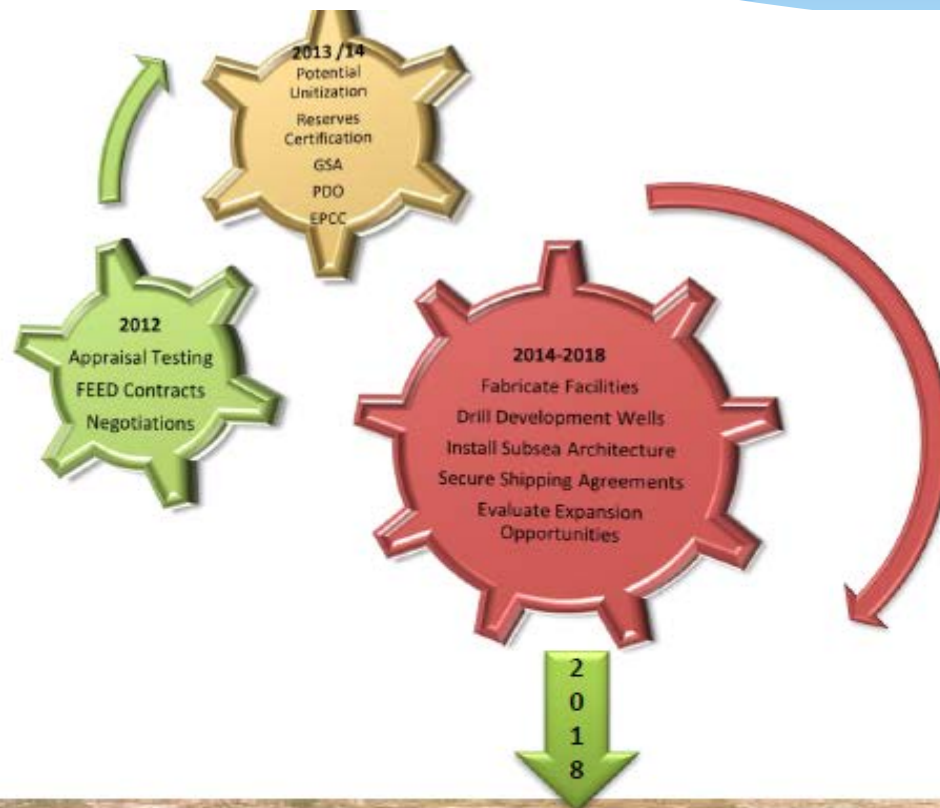 2013 /14
Potential
Unitization
Reserves
Certification
GSA
PDO
EPCC
2012
Appraisal Testing
FEED Contracts
Negotiations
2014-2018
Fabricate Facilities
Drill Development Wells
Install Subsea Architecture
Secure Shipping Agreements
Evaluate Expansion
Opportunities
2
0
1
8